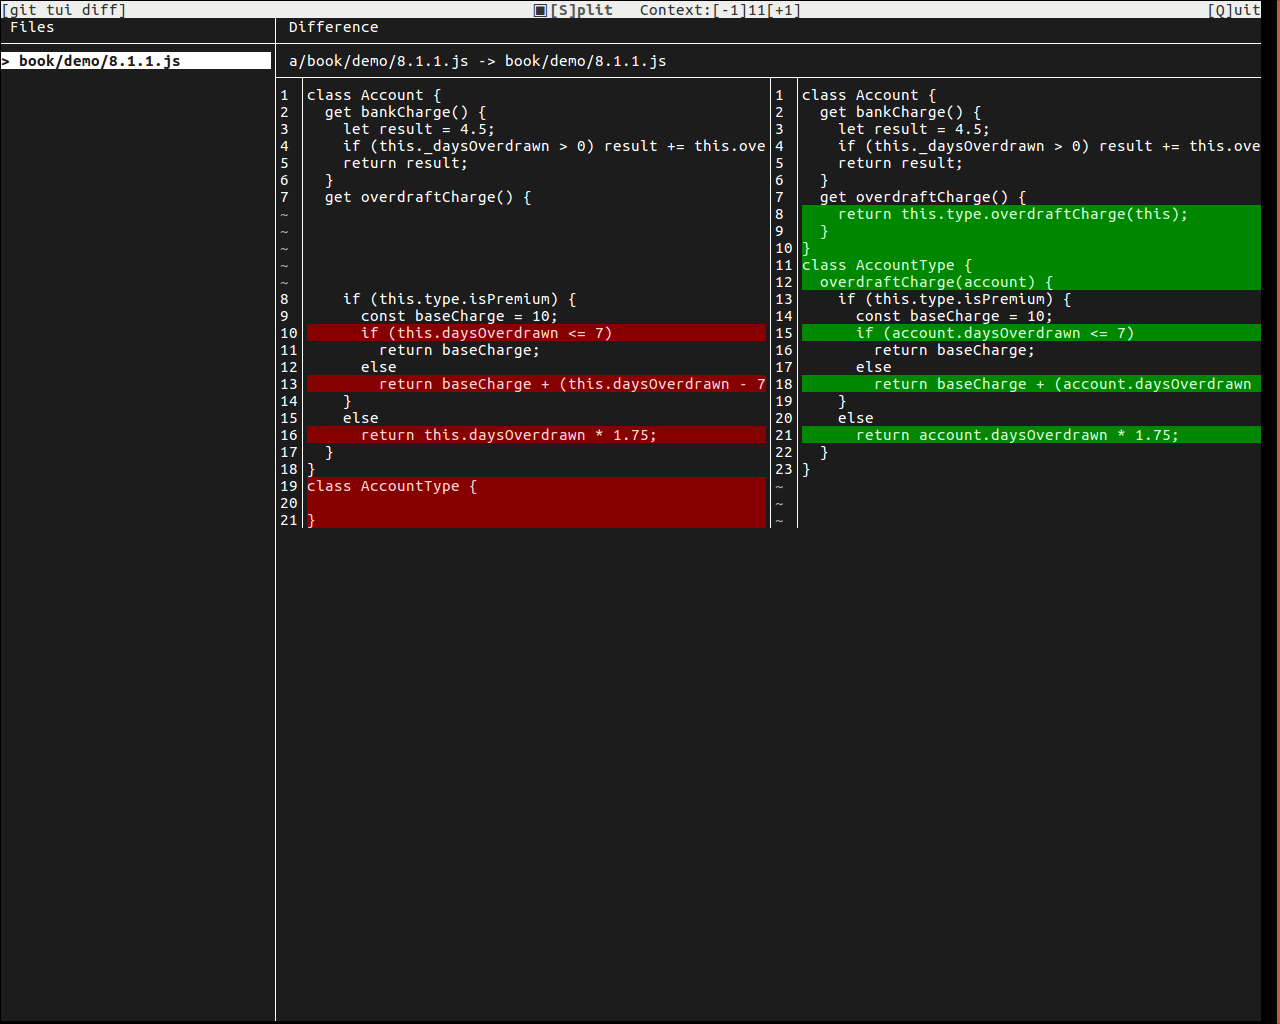 [git tui diff] ▣[S]plit Context:[-1]11[+1] [Q]uit
Files
> book/demo/8.1.1.js
Difference
a/book/demo/8.1.1.js -> book/demo/8.1.1.js
1 class Account {
2   get bankCharge() {
3     let result = 4.5;
4     if (this._daysOverdrawn > 0) result += this.ove
5     return result;
6   }
7   get overdraftCharge() {
~
~
~
~
~
8     if (this.type.isPremium) {
9       const baseCharge = 10;
10       if (this.daysOverdrawn <= 7)
11         return baseCharge;
12       else
13         return baseCharge + (this.daysOverdrawn - 7
14     }
15     else
16       return this.daysOverdrawn * 1.75;
17   }
18 }
19 class AccountType {
20
21 }
1 class Account {
2   get bankCharge() {
3     let result = 4.5;
4     if (this._daysOverdrawn > 0) result += this.ove
5     return result;
6   }
7   get overdraftCharge() {
8     return this.type.overdraftCharge(this);
9   }
10 }
11 class AccountType {
12   overdraftCharge(account) {
13     if (this.type.isPremium) {
14       const baseCharge = 10;
15       if (account.daysOverdrawn <= 7)
16         return baseCharge;
17       else
18         return baseCharge + (account.daysOverdrawn
19     }
20     else
21       return account.daysOverdrawn * 1.75;
22   }
23 }
~
~
~